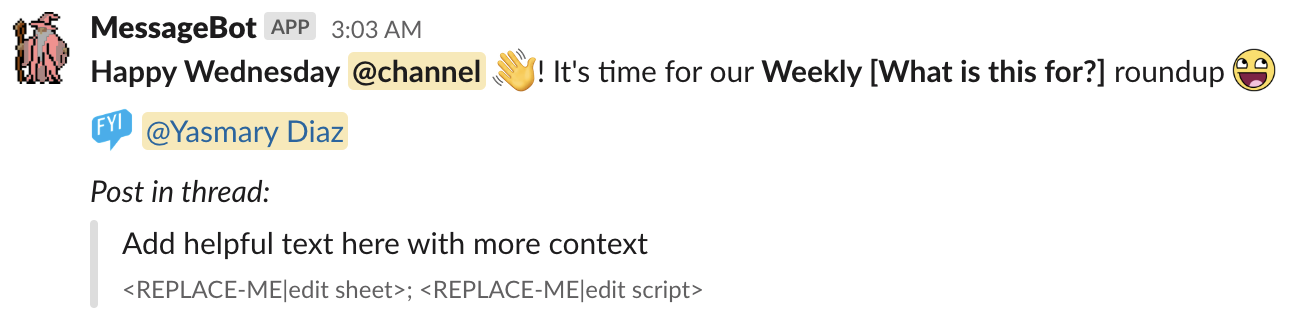 MessageBot APP 3:03 AM
Happy Wednesday @channel 👋! It's time for our Weekly [What is this for?] roundup 😄
FYI @Yasmary Diaz
Post in thread:
Add helpful text here with more context
<REPLACE-ME|edit sheet>; <REPLACE-ME|edit script>